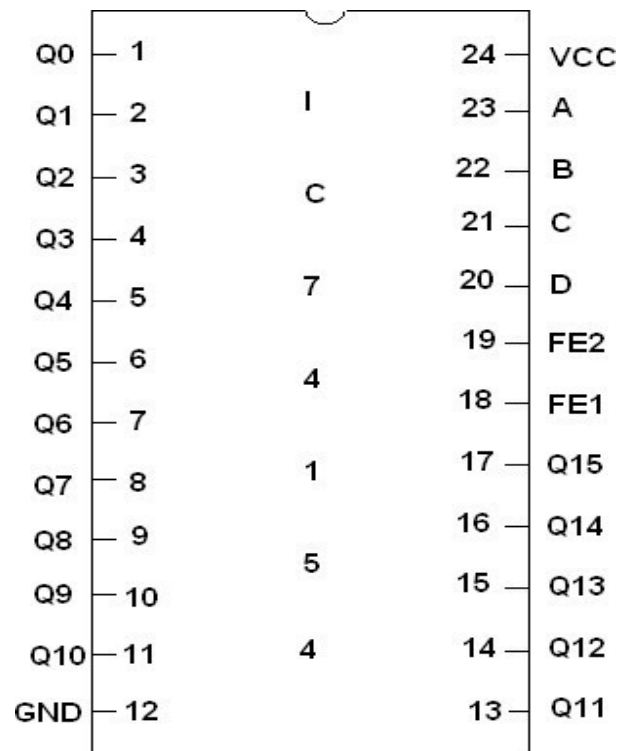 Q0 1 24 VCC
Q1 2 I 23 A
Q2 3 C 22 B
Q3 4 21 C
Q4 5 7 20 D
Q5 6 4 19 FE2
Q6 7 18 FE1
Q7 8 1 17 Q15
Q8 9 5 16 Q14
Q9 10 15 Q13
Q10 11 4 14 Q12
GND 12 13 Q11